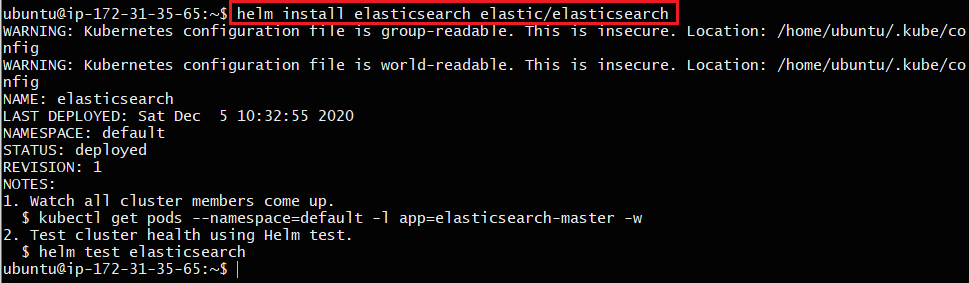 ubuntu@ip-172-31-35-65:~$ helm install elasticsearch elastic/elasticsearch
WARNING: Kubernetes configuration file is group-readable. This is insecure. Location: /home/ubuntu/.kube/co
nfig
WARNING: Kubernetes configuration file is world-readable. This is insecure. Location: /home/ubuntu/.kube/co
nfig
NAME: elasticsearch
LAST DEPLOYED: Sat Dec  5 10:32:55 2020
NAMESPACE: default
STATUS: deployed
REVISION: 1
NOTES:
1. Watch all cluster members come up.
  $ kubectl get pods --namespace=default -l app=elasticsearch-master -w
2. Test cluster health using Helm test.
  $ helm test elasticsearch
ubuntu@ip-172-31-35-65:~$